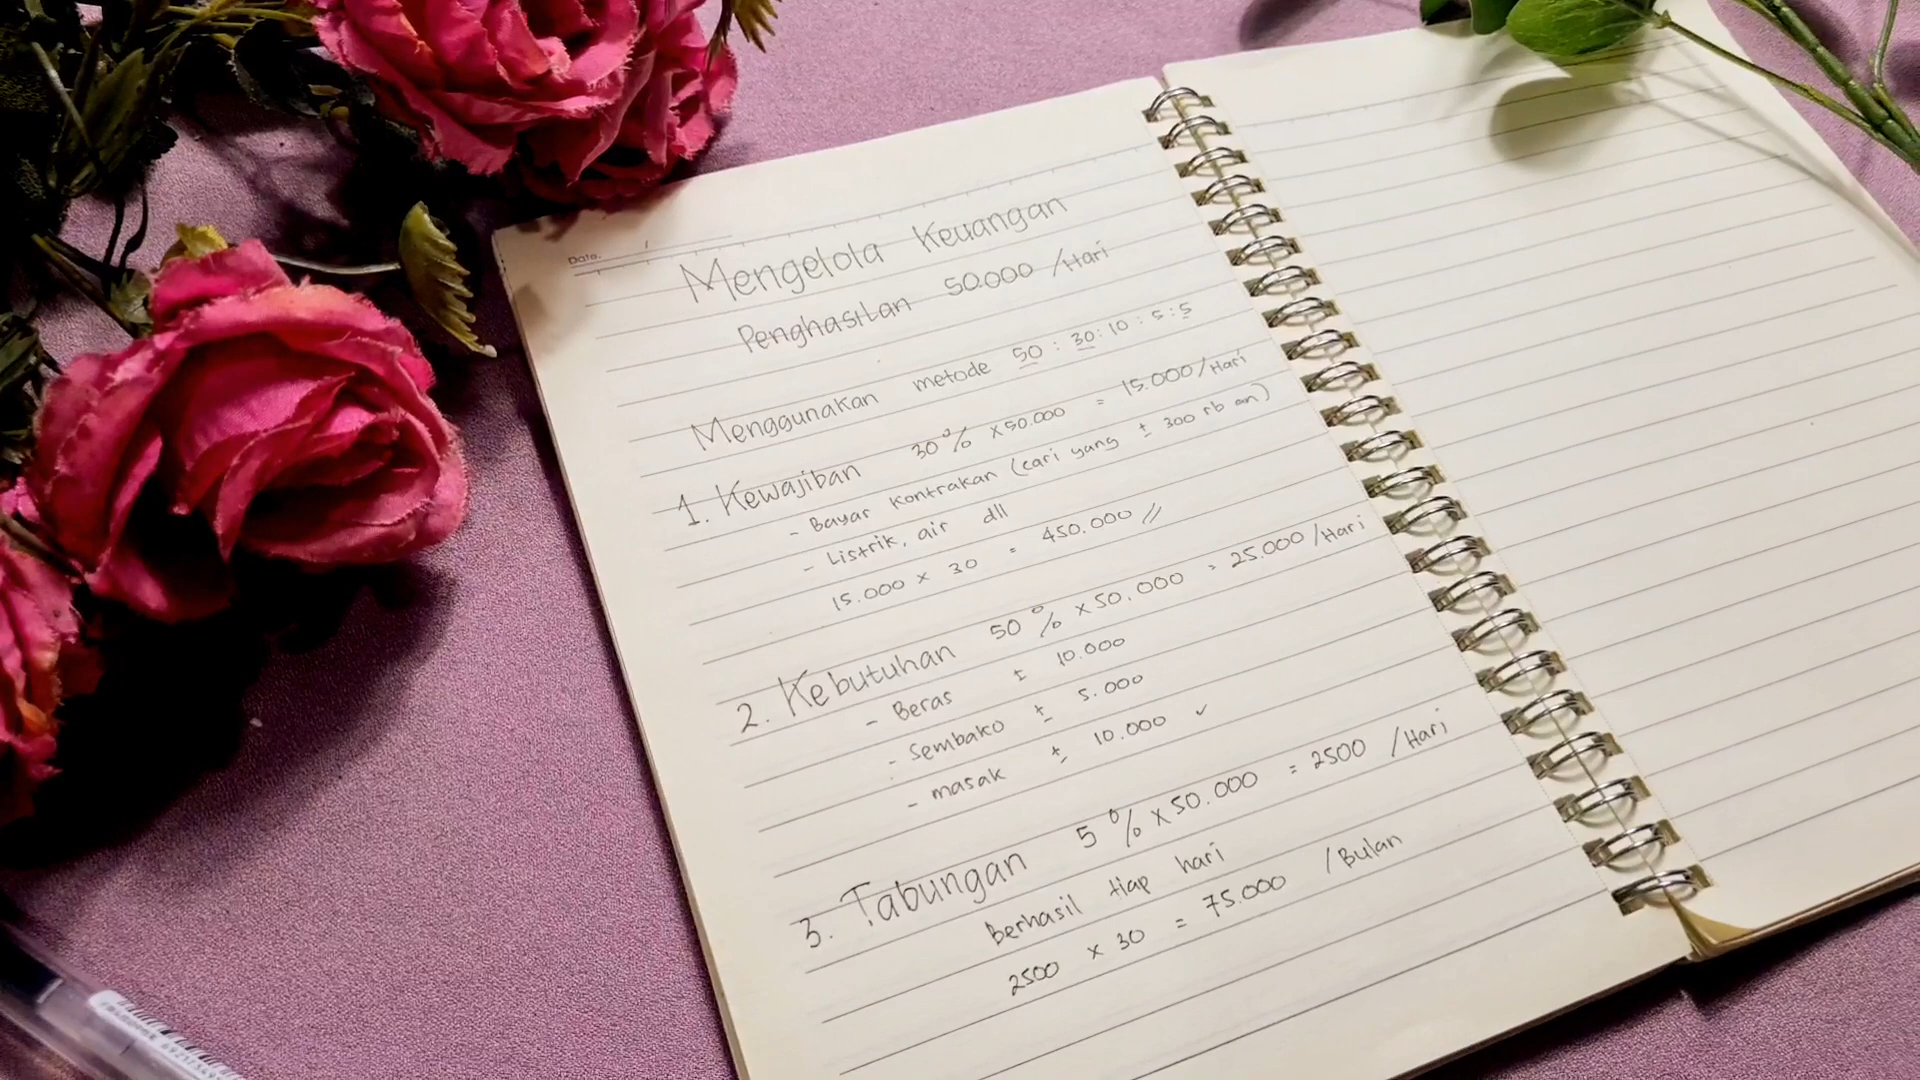 Date:
Mengelola Keuangan
Penghasilan 50.000 /Hari
Menggunakan metode 50 : 30 : 10 : 5 : 5
1. Kewajiban 30 % x 50.000 = 15.000/Hari
- Bayar kontrakan (cari yang ± 300 rb an)
- Listrik, air dll
15.000 x 30 = 450.000 //
2. Kebutuhan 50 % x 50.000 = 25.000 /Hari
- Beras ± 10.000
- Sembako ± 5.000
- masak ± 10.000 ✓
3. Tabungan 5 % x 50.000 = 2500 /Hari
Berhasil tiap hari
2500 x 30 = 75.000 /Bulan